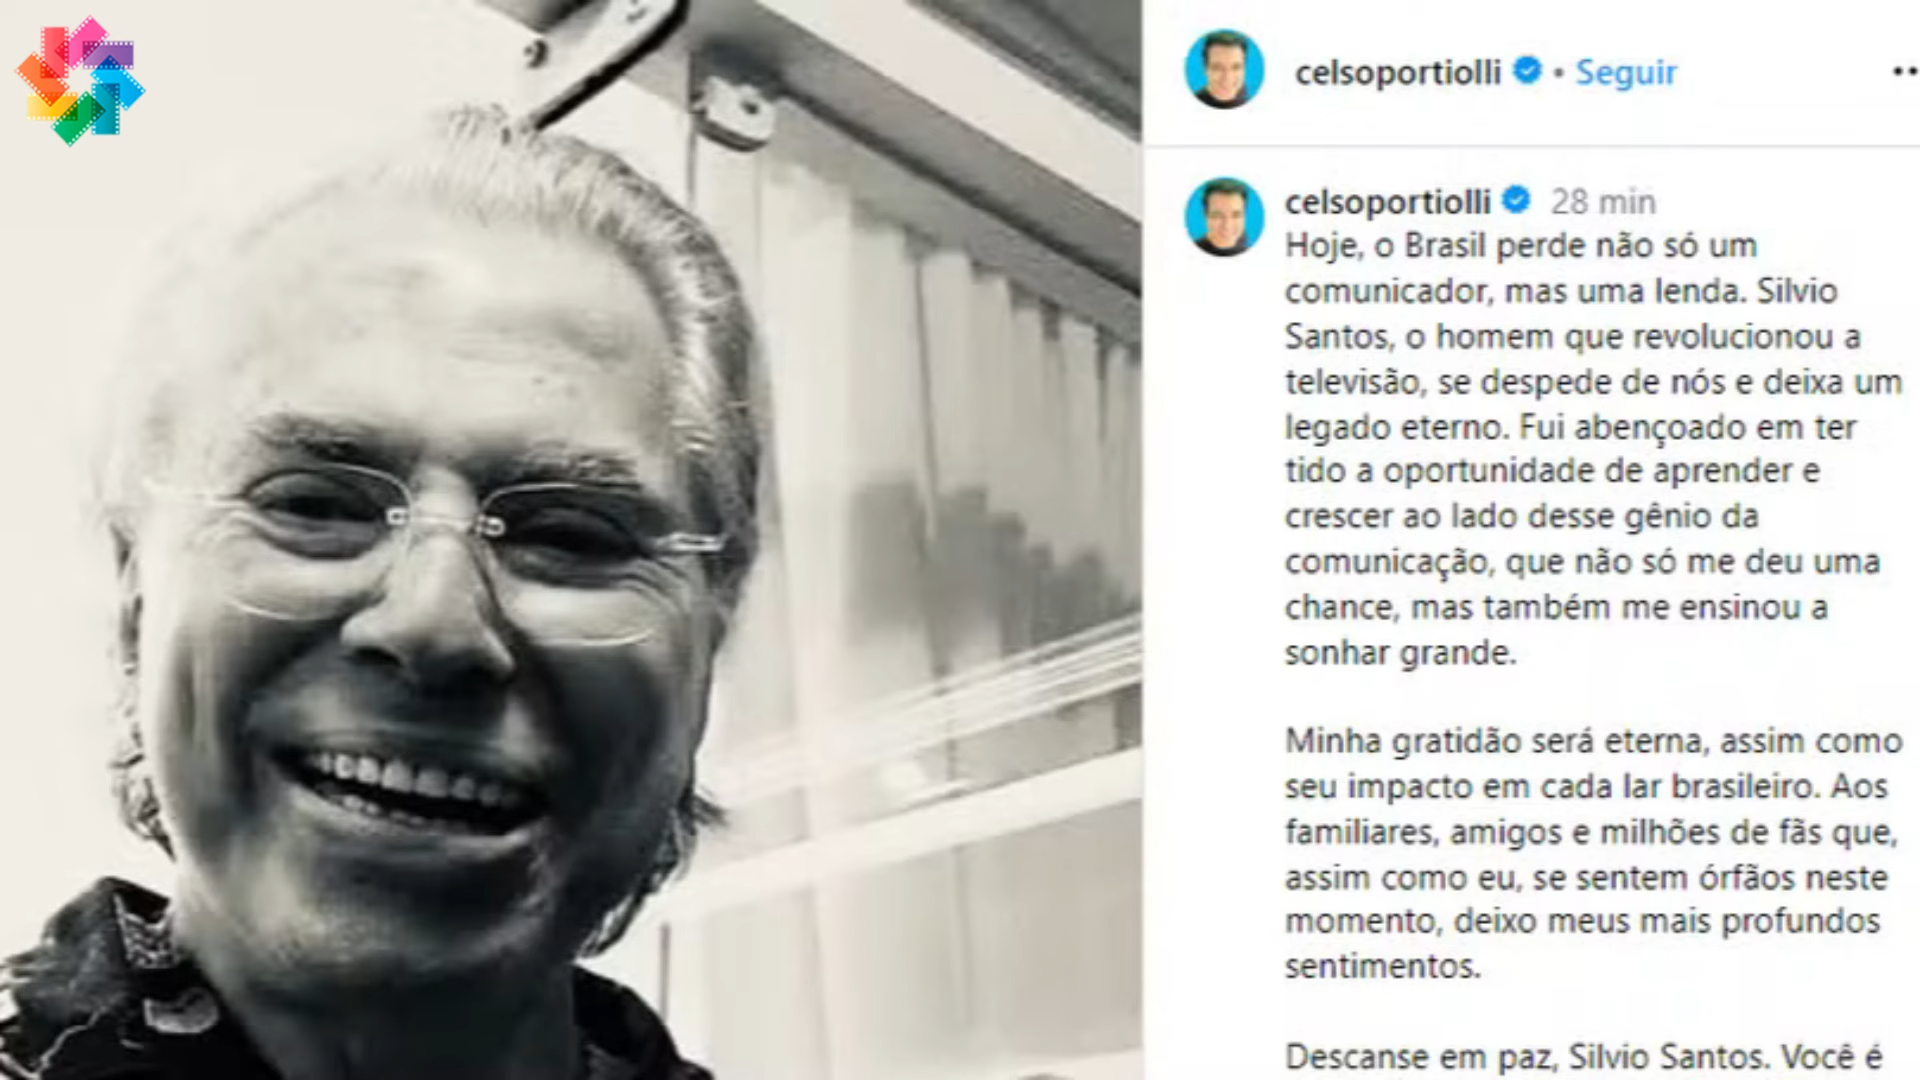 celsoportiolli • Seguir
celsoportiolli 28 min
Hoje, o Brasil perde não só um
comunicador, mas uma lenda. Silvio
Santos, o homem que revolucionou a
televisão, se despede de nós e deixa um
legado eterno. Fui abençoado em ter
tido a oportunidade de aprender e
crescer ao lado desse gênio da
comunicação, que não só me deu uma
chance, mas também me ensinou a
sonhar grande.
Minha gratidão será eterna, assim como
seu impacto em cada lar brasileiro. Aos
familiares, amigos e milhões de fãs que,
assim como eu, se sentem órfãos neste
momento, deixo meus mais profundos
sentimentos.
Descanse em paz, Silvio Santos. Você é